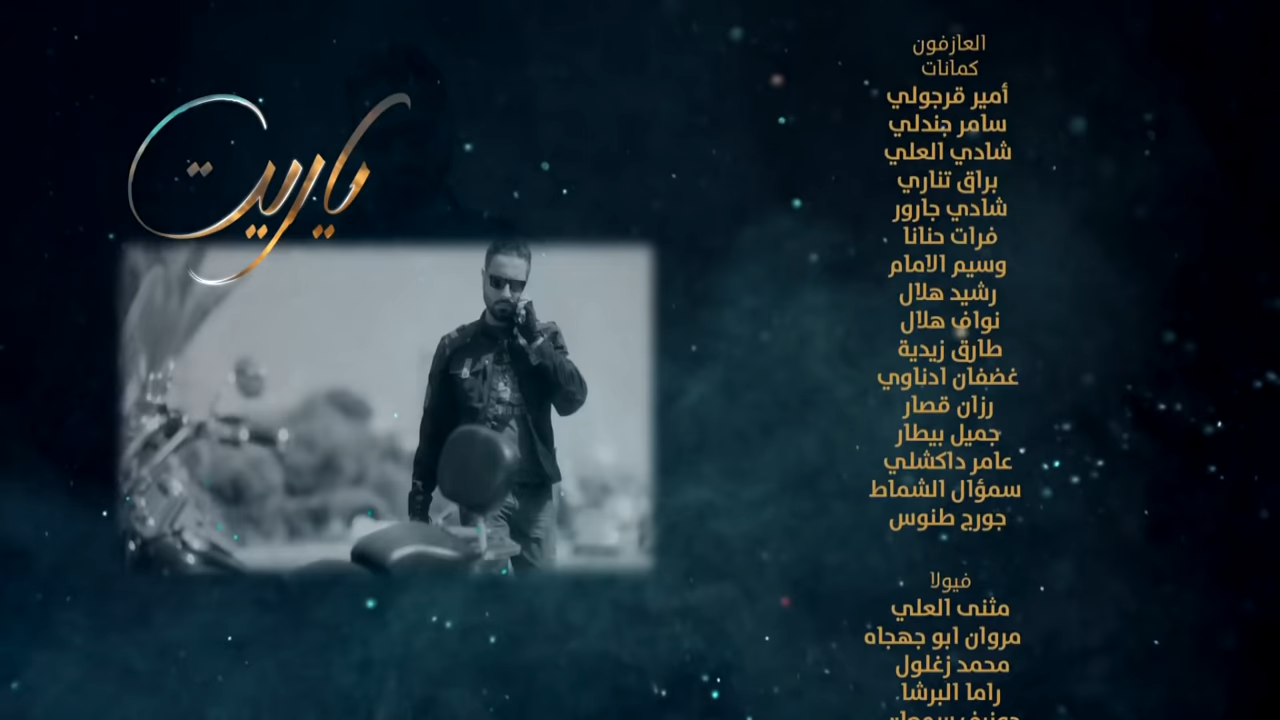 ياريت
العازفون
كمانات
أمير قرجولي
سامر جندلي
شادي العلي
براق تناري
شادي جارور
فرات حنانا
وسيم الامام
رشيد هلال
نواف هلال
طارق زيدية
غضفان ادناوي
رزان قصار
جميل بيطار
عامر داكشلي
سمؤال الشماط
جورج طنوس
فيولا
مثنى العلي
مروان ابو جهجاه
محمد زغلول
راما البرشا